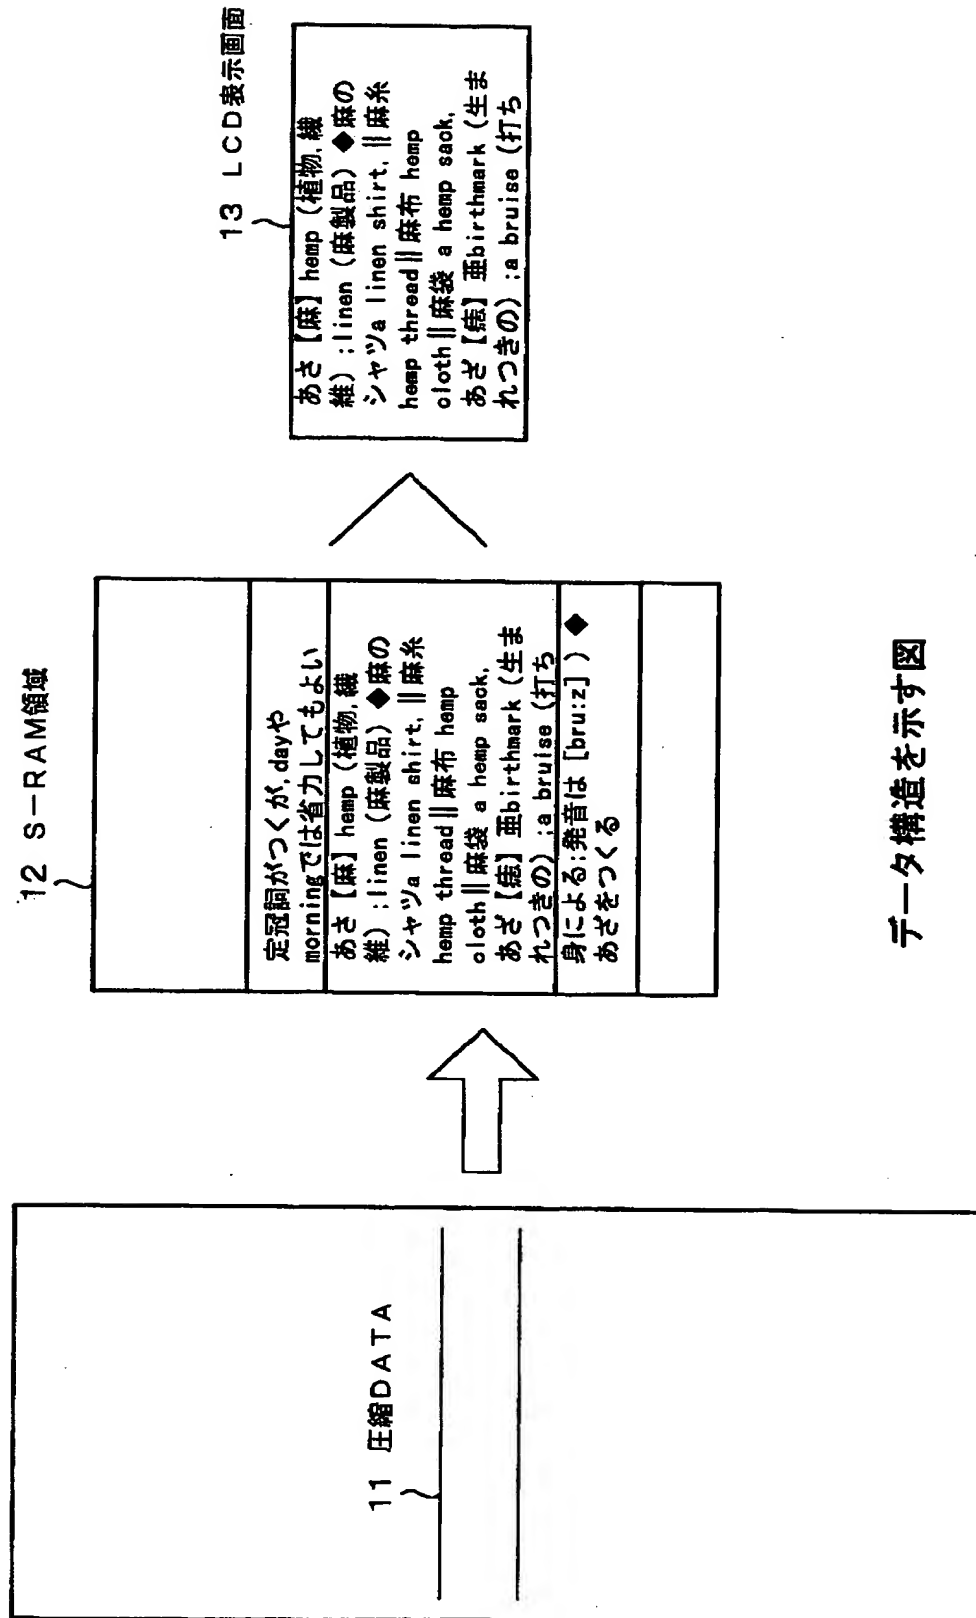 11 圧縮DATA
12 S－RAM領域
定冠詞がつくが,dayや
morningでは省力してもよい
あさ【麻】hemp (植物,繊
維) ;linen (麻製品) ◆麻の
シャツa linen shirt, ‖麻糸
hemp thread‖麻布 hemp
cloth‖麻袋 a hemp sack,
あざ【痣】亜birthmark (生ま
れつきの) :a bruise (打ち
身による;発音は [bru:z] ) ◆
あざをつくる
13 LCD表示画面
あさ【麻】hemp (植物,繊
維) ;linen (麻製品) ◆麻の
シャツa linen shirt, ‖麻糸
hemp thread‖麻布 hemp
cloth‖麻袋 a hemp sack,
あざ【痣】亜birthmark (生ま
れつきの) :a bruise (打ち
データ構造を示す図